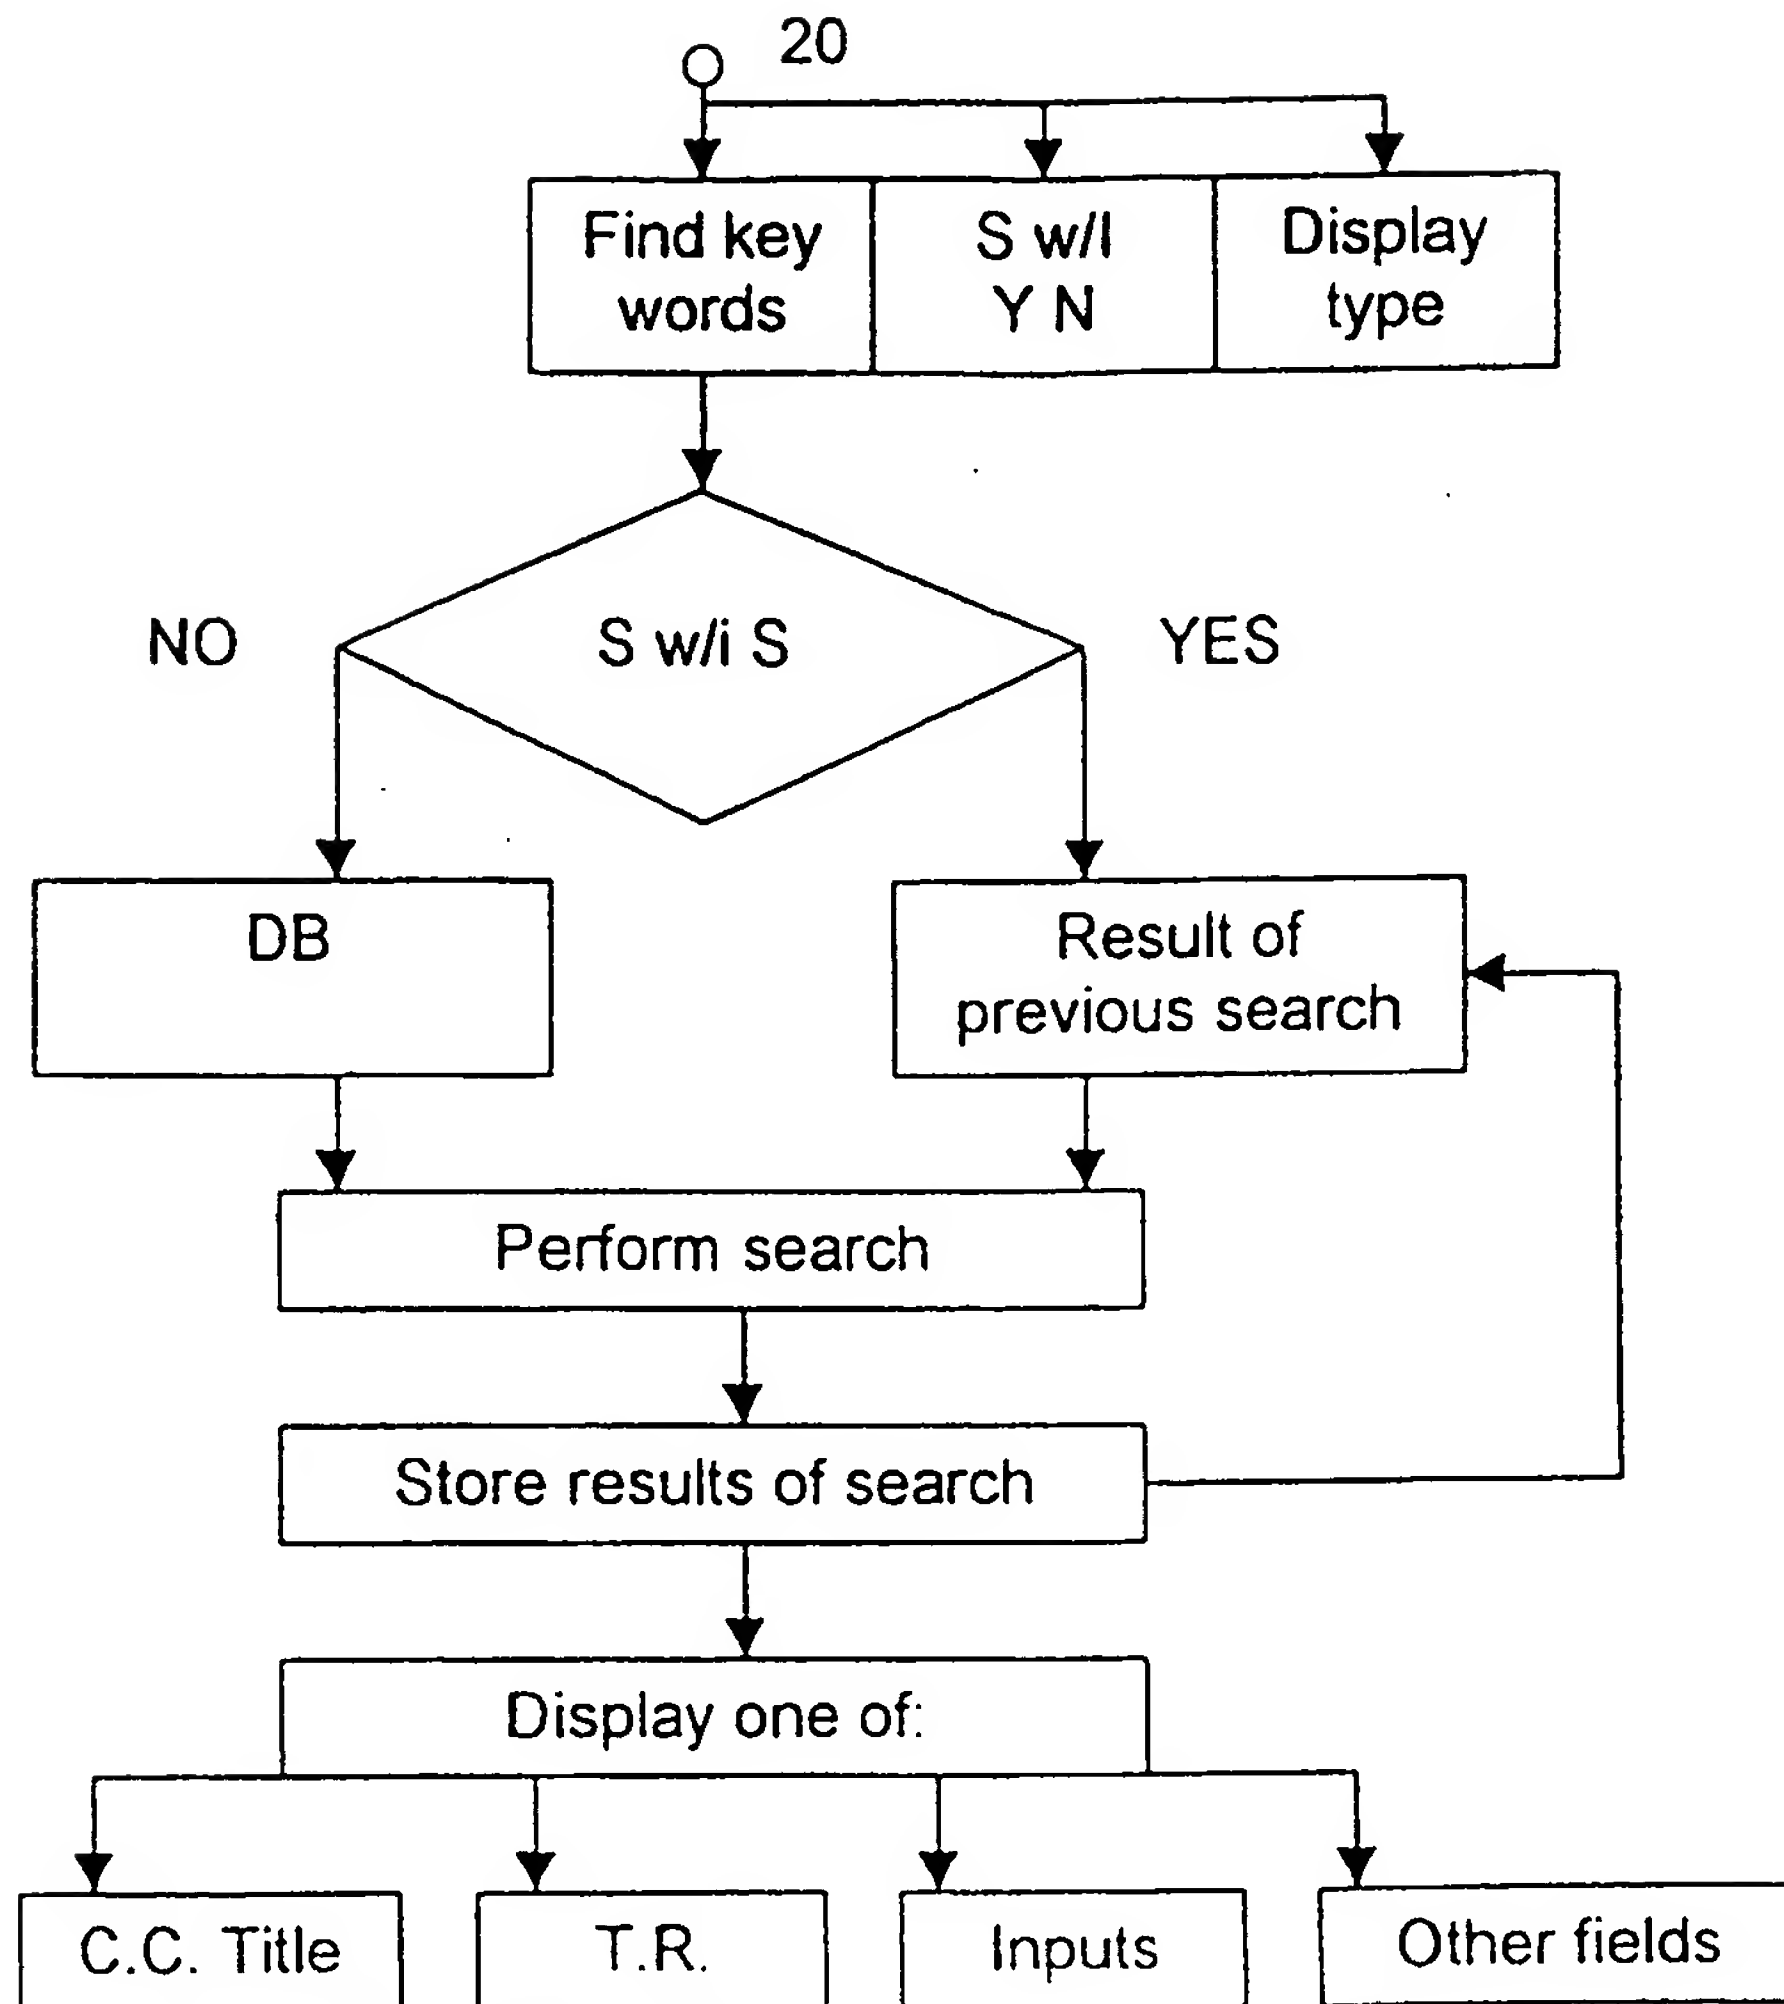 20
Find key
words
S w/I
Y N
Display
type
NO
S w/i S
YES
DB
Result of
previous search
Perform search
Store results of search
Display one of:
C.C. Title
T.R.
Inputs
Other fields